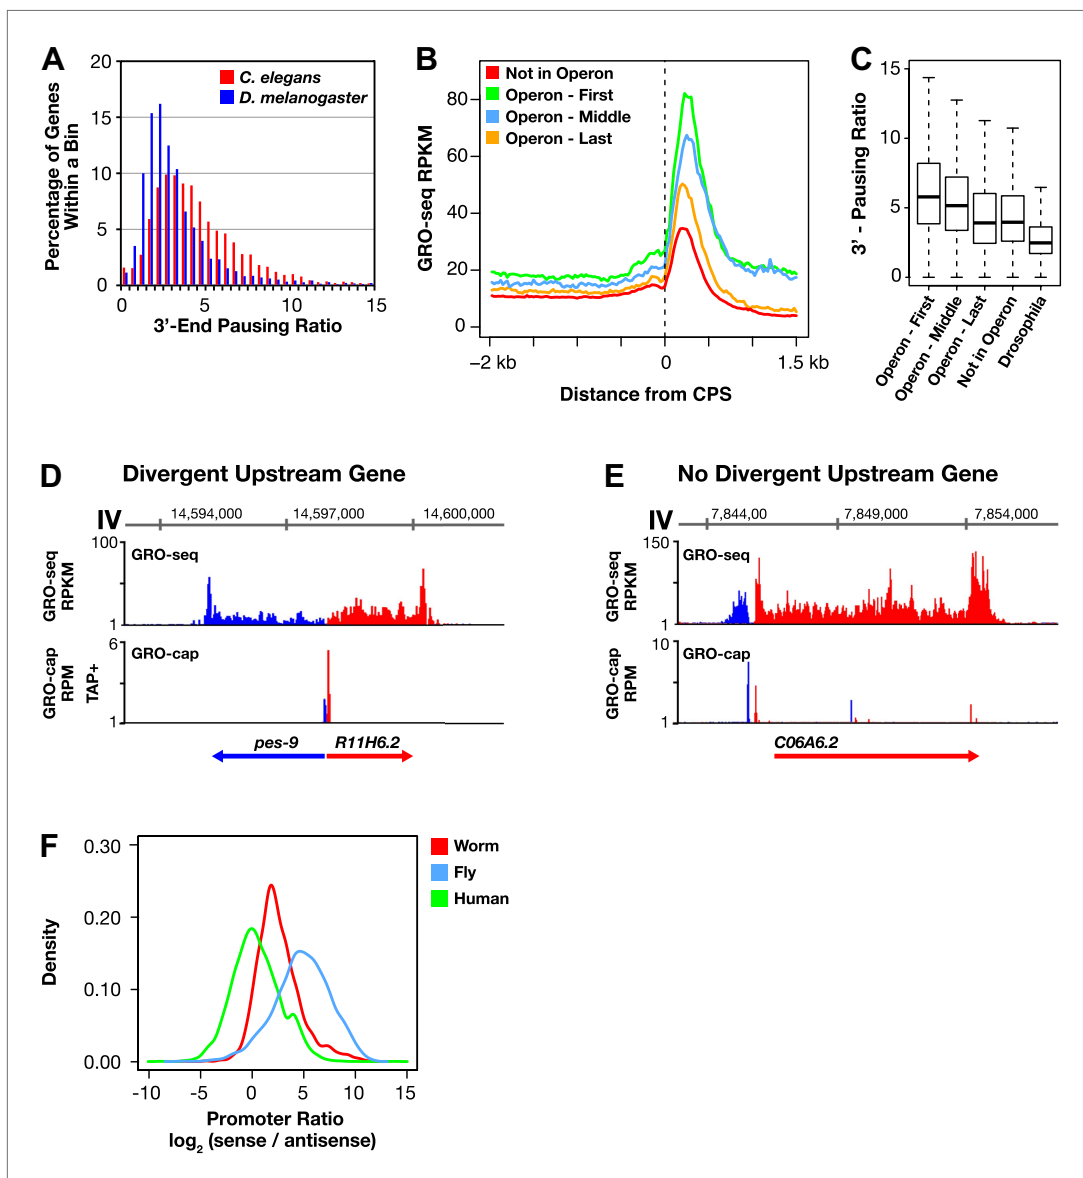 A
20
15
10
5
0
Percentage of Genes
Within a Bin
C. elegans
D. melanogaster
0
5
10
15
3'-End Pausing Ratio
B
80
60
40
20
0
GRO-seq RPKM
Not in Operon
Operon - First
Operon - Middle
Operon - Last
−2 kb
0
1.5 kb
Distance from CPS
C
15
10
5
0
3' - Pausing Ratio
Operon - First
Operon - Middle
Operon - Last
Not in Operon
Drosophila
D
Divergent Upstream Gene
IV
14,594,000
14,597,000
14,600,000
100
1
GRO-seq
RPKM
GRO-seq
6
1
GRO-cap
RPM
TAP+
GRO-cap
pes-9
R11H6.2
E
No Divergent Upstream Gene
IV
7,844,00
7,849,000
7,854,000
150
1
GRO-seq
RPKM
GRO-seq
10
1
GRO-cap
RPM
GRO-cap
C06A6.2
F
0.30
0.20
0.10
0.00
Density
Worm
Fly
Human
-10
-5
0
5
10
15
Promoter Ratio
log2 (sense / antisense)